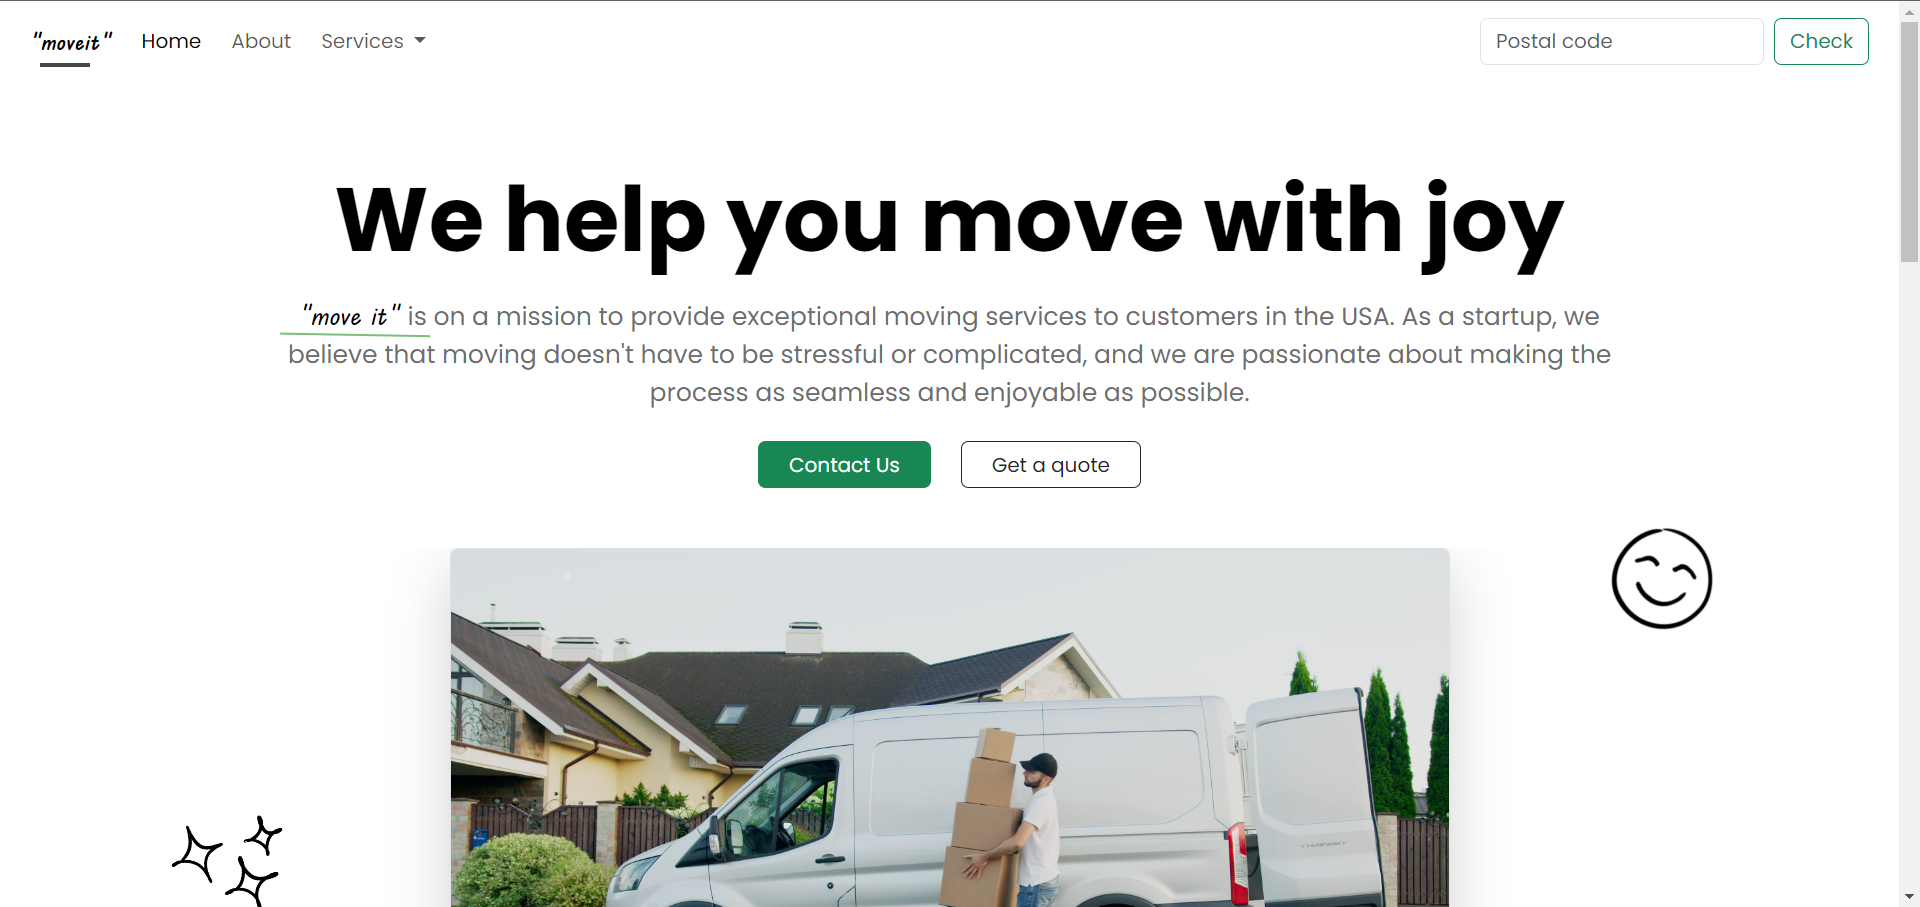 "moveit" Home About Services Postal code Check
We help you move with joy
"move it" is on a mission to provide exceptional moving services to customers in the USA. As a startup, we
believe that moving doesn't have to be stressful or complicated, and we are passionate about making the
process as seamless and enjoyable as possible.
Contact Us Get a quote